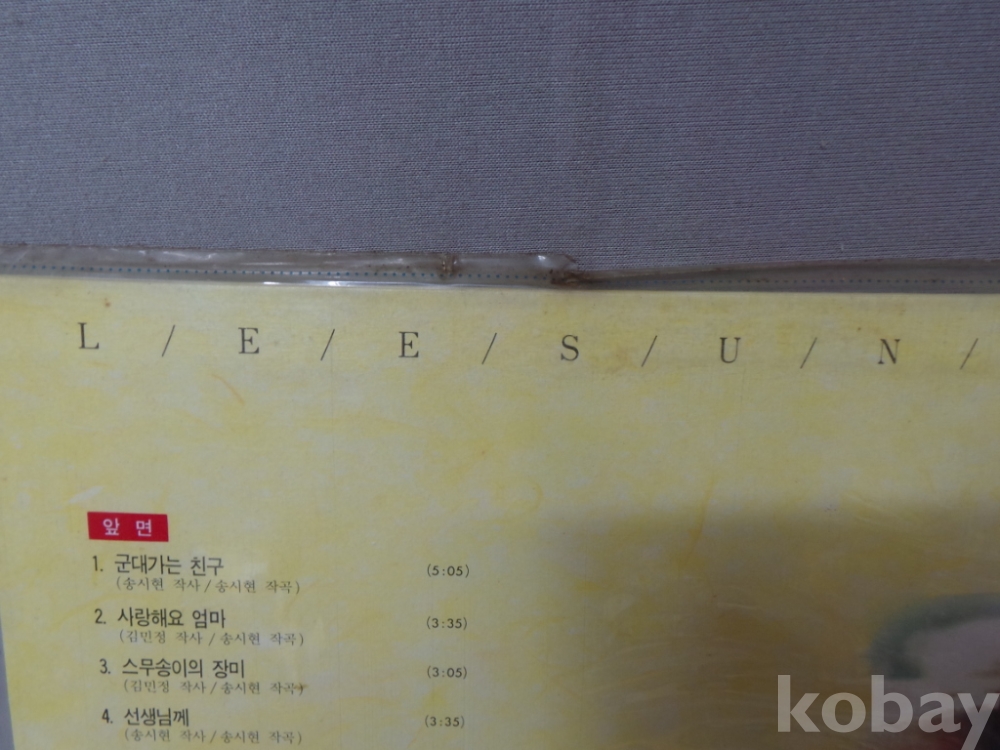 L / E / E / S / U / N /
앞 면
1. 군대가는 친구 (5:05)
(송시현 작사/송시현 작곡)
2. 사랑해요 엄마 (3:35)
(김민정 작사/송시현 작곡)
3. 스무송이의 장미 (3:05)
(김민정 작사/송시현 작곡)
4. 선생님께 (3:35)
(송시현 작사/송시현 작곡)
kobay